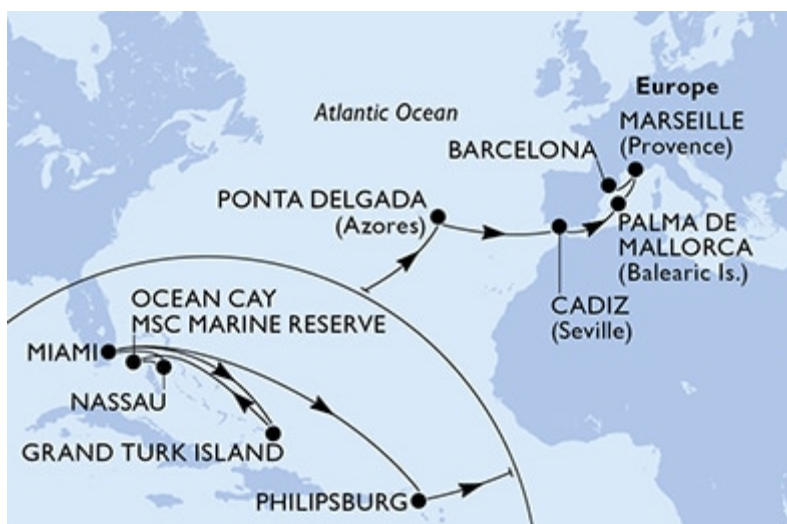 Europe
Atlantic Ocean
MARSEILLE
(Provence)
BARCELONA
PONTA DELGADA
(Azores)
PALMA DE
MALLORCA
(Balearic Is.)
CADIZ
(Seville)
OCEAN CAY
MSC MARINE RESERVE
MIAMI
NASSAU
GRAND TURK ISLAND
PHILIPSBURG